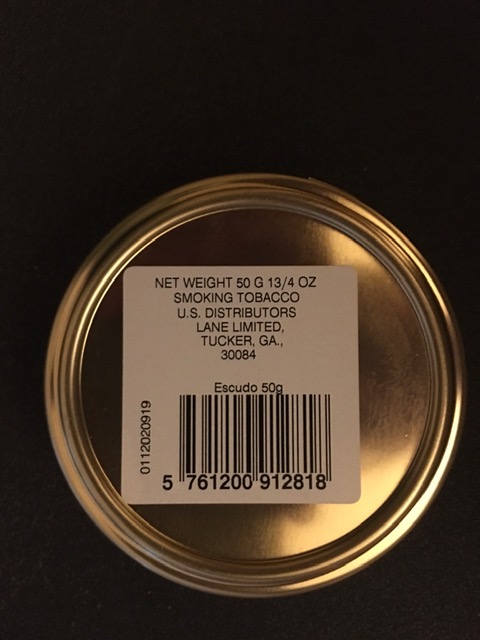 NET WEIGHT 50 G 13/4 OZ
SMOKING TOBACCO
U.S. DISTRIBUTORS
LANE LIMITED,
TUCKER, GA.,
30084
Escudo 50g
0112020919
5 761200 912818